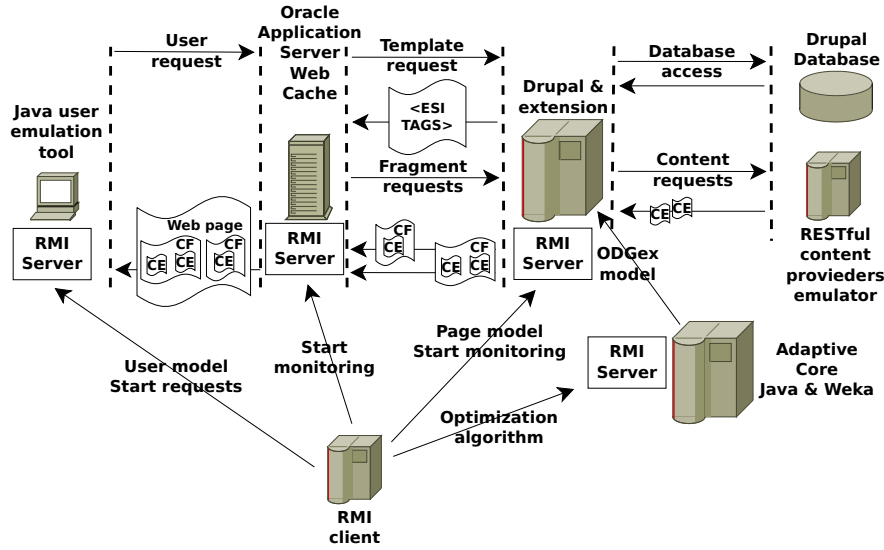 Oracle
Application
Server
Web
Cache
User
request
Template
request
Database
access
Drupal
Database
Drupal &
extension
<ESI
TAGS>
Java user
emulation
tool
Fragment
requests
Content
requests
CE CE
Web page
CF CF
CE CE CE
CF
CE
CF
CE CE
RMI
Server
RMI
Server
RMI
Server
RESTful
content
provieders
emulator
ODGex
model
User model
Start requests
Start
monitoring
Page model
Start monitoring
RMI
Server
Adaptive
Core
Java & Weka
Optimization
algorithm
RMI
client